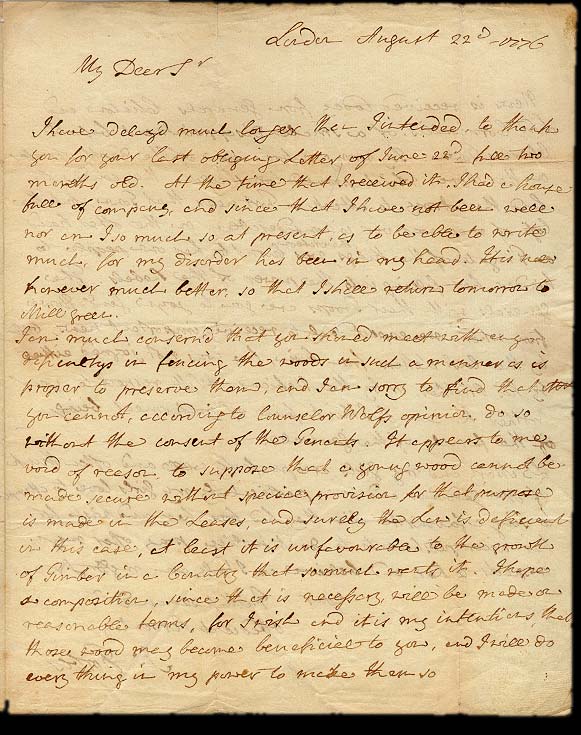 London August 22d 1776
My Dear Sr
I have delayd much longer then I intended, to thank
you for your last obliging Letter of June 22d full two
months old. At the time that I received it, I had a house
full of company, and since that I have not been well
nor am I so much so at present, as to be able to write
much, for my disorder has been in my head. It is now
however much better, so that I shall return tomorrow to
Mill green.
I am much concernd that you should meet with any
dificultys in fencing the woods in such a manner as is
proper to preserve them, and I am sorry to find that
you cannot, according to Counselor Wolfs opinion, do so
without the consent of the Tenants. It appears to me
void of reason to suppose that a young wood cannot be
made secure without special provision for that purpose
is made in the Leases, and surely the Law is deficient
in this case, at least it is unfavourable to the growth
of Timber in a Country that so much wants it. I hope
a composition, since that is necessary, will be made on
reasonable terms, for I wish and it is my intentions, that
those wood may become beneficial to you, and I will do
every thing in my power to make them so